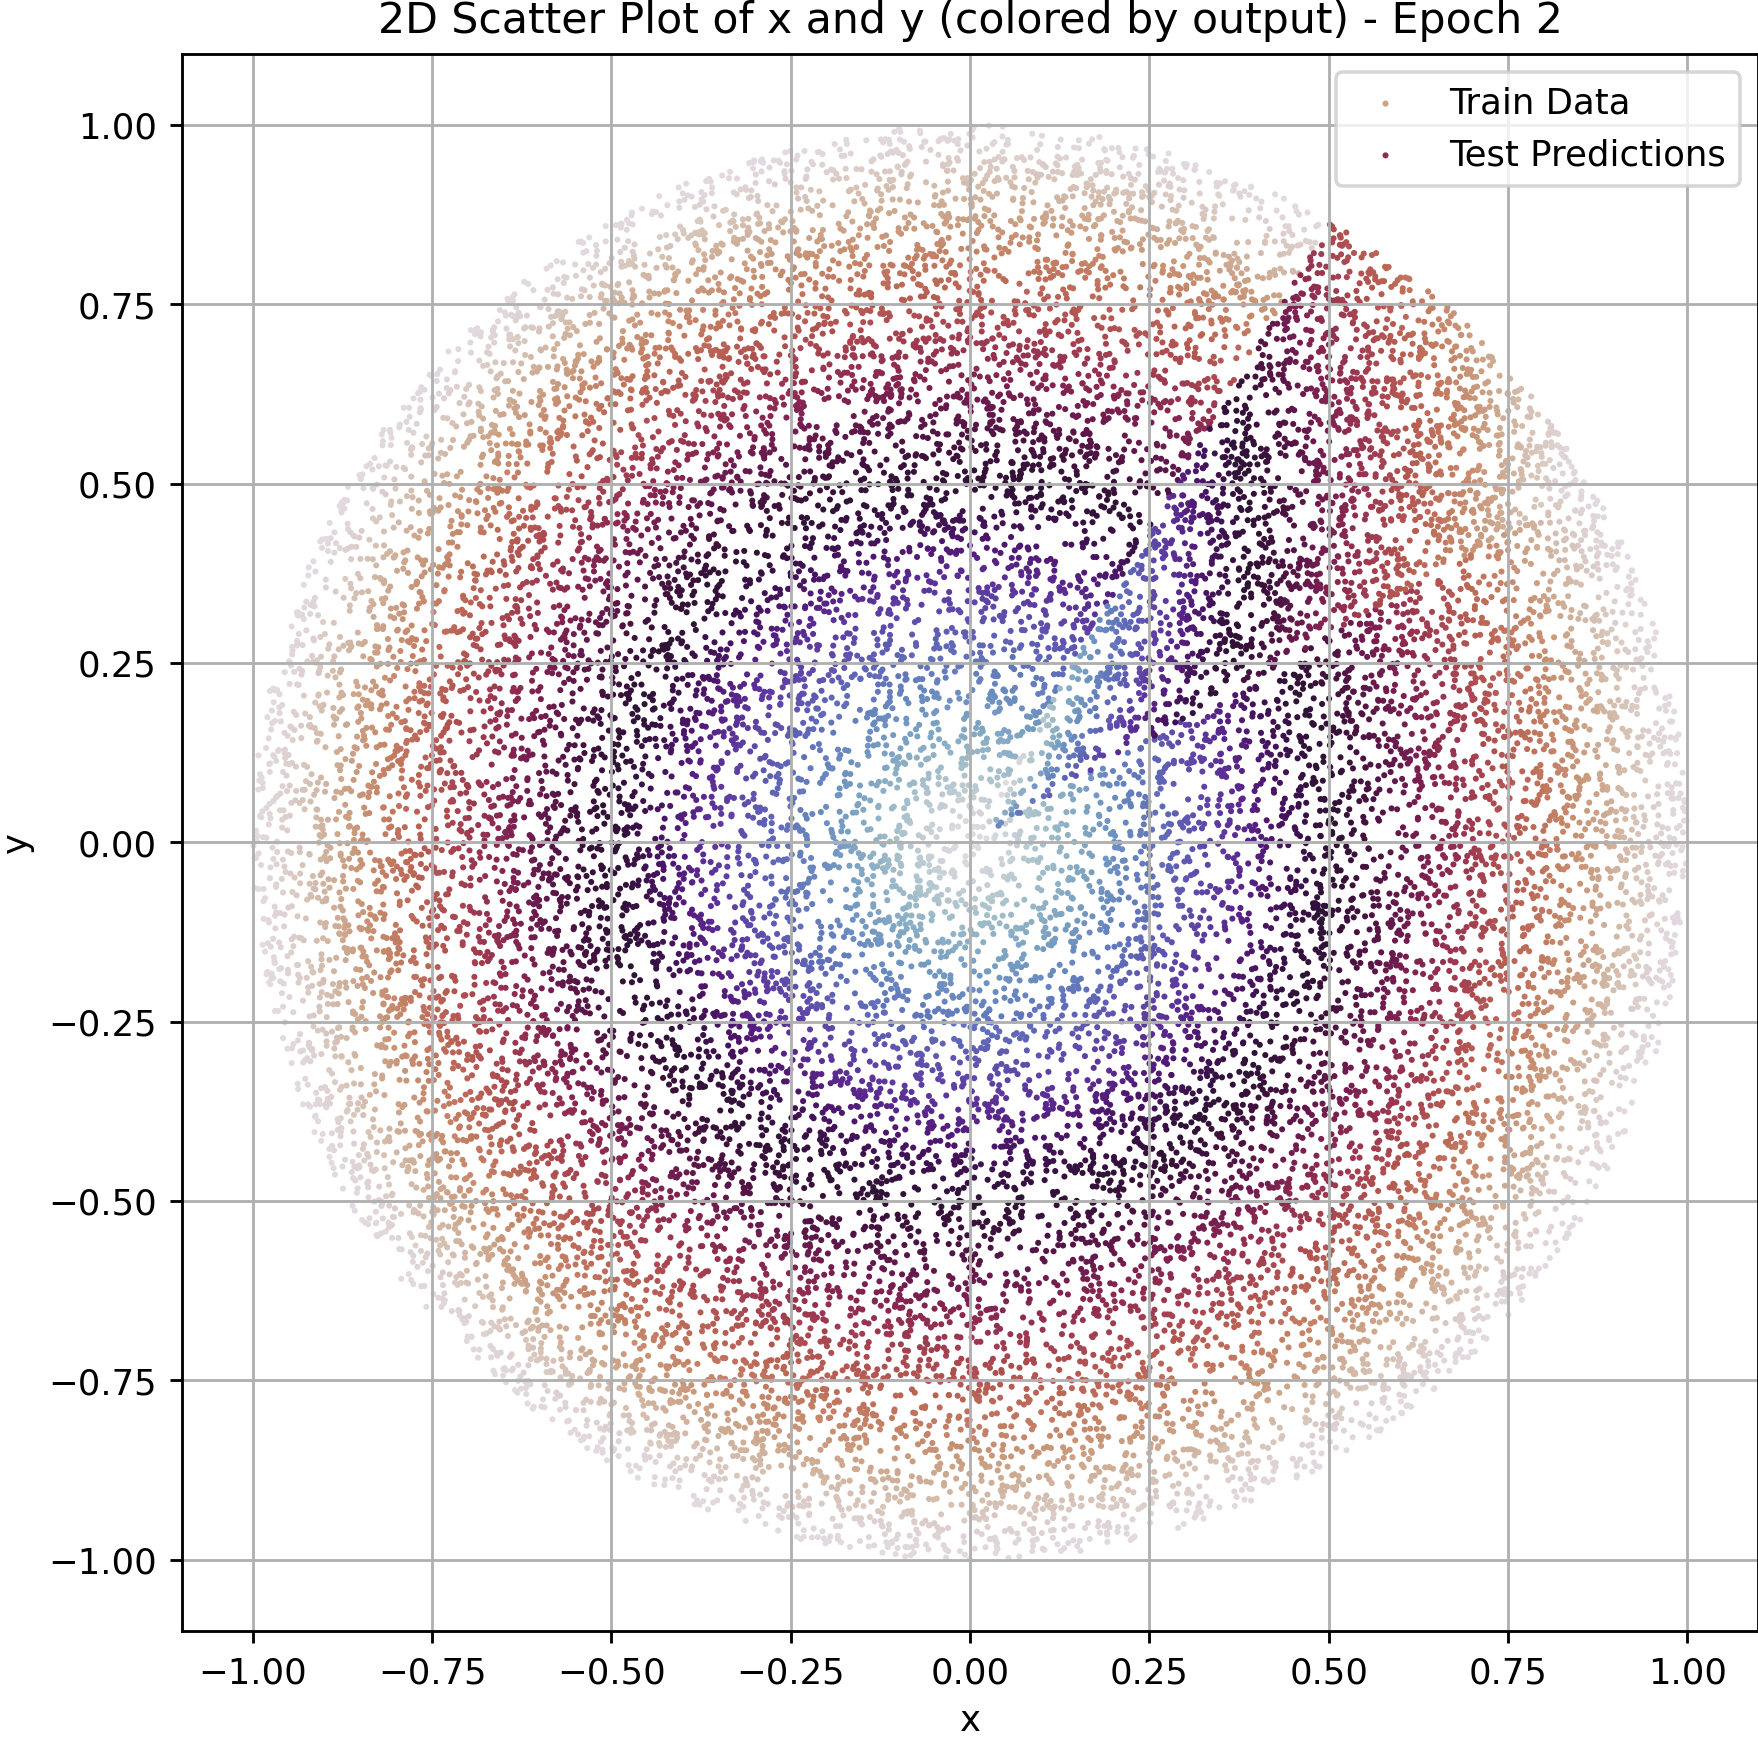 2D Scatter Plot of x and y (colored by output) - Epoch 2
Train Data
Test Predictions
1.00
0.75
0.50
0.25
0.00
−0.25
−0.50
−0.75
−1.00
y
−1.00 −0.75 −0.50 −0.25 0.00 0.25 0.50 0.75 1.00
x